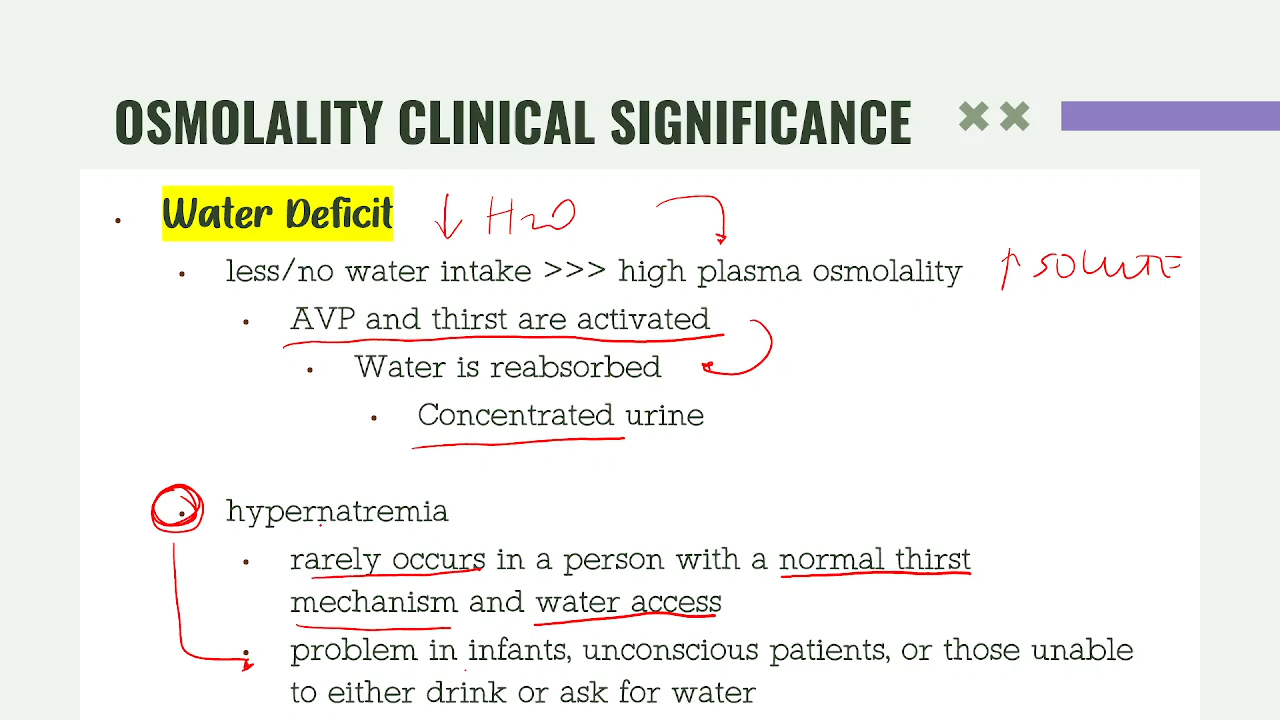 OSMOLALITY CLINICAL SIGNIFICANCE
Water Deficit ↓ H2O
less/no water intake >>> high plasma osmolality ↑ SOLUTE
AVP and thirst are activated
Water is reabsorbed
Concentrated urine
hypernatremia
rarely occurs in a person with a normal thirst
mechanism and water access
problem in infants, unconscious patients, or those unable
to either drink or ask for water